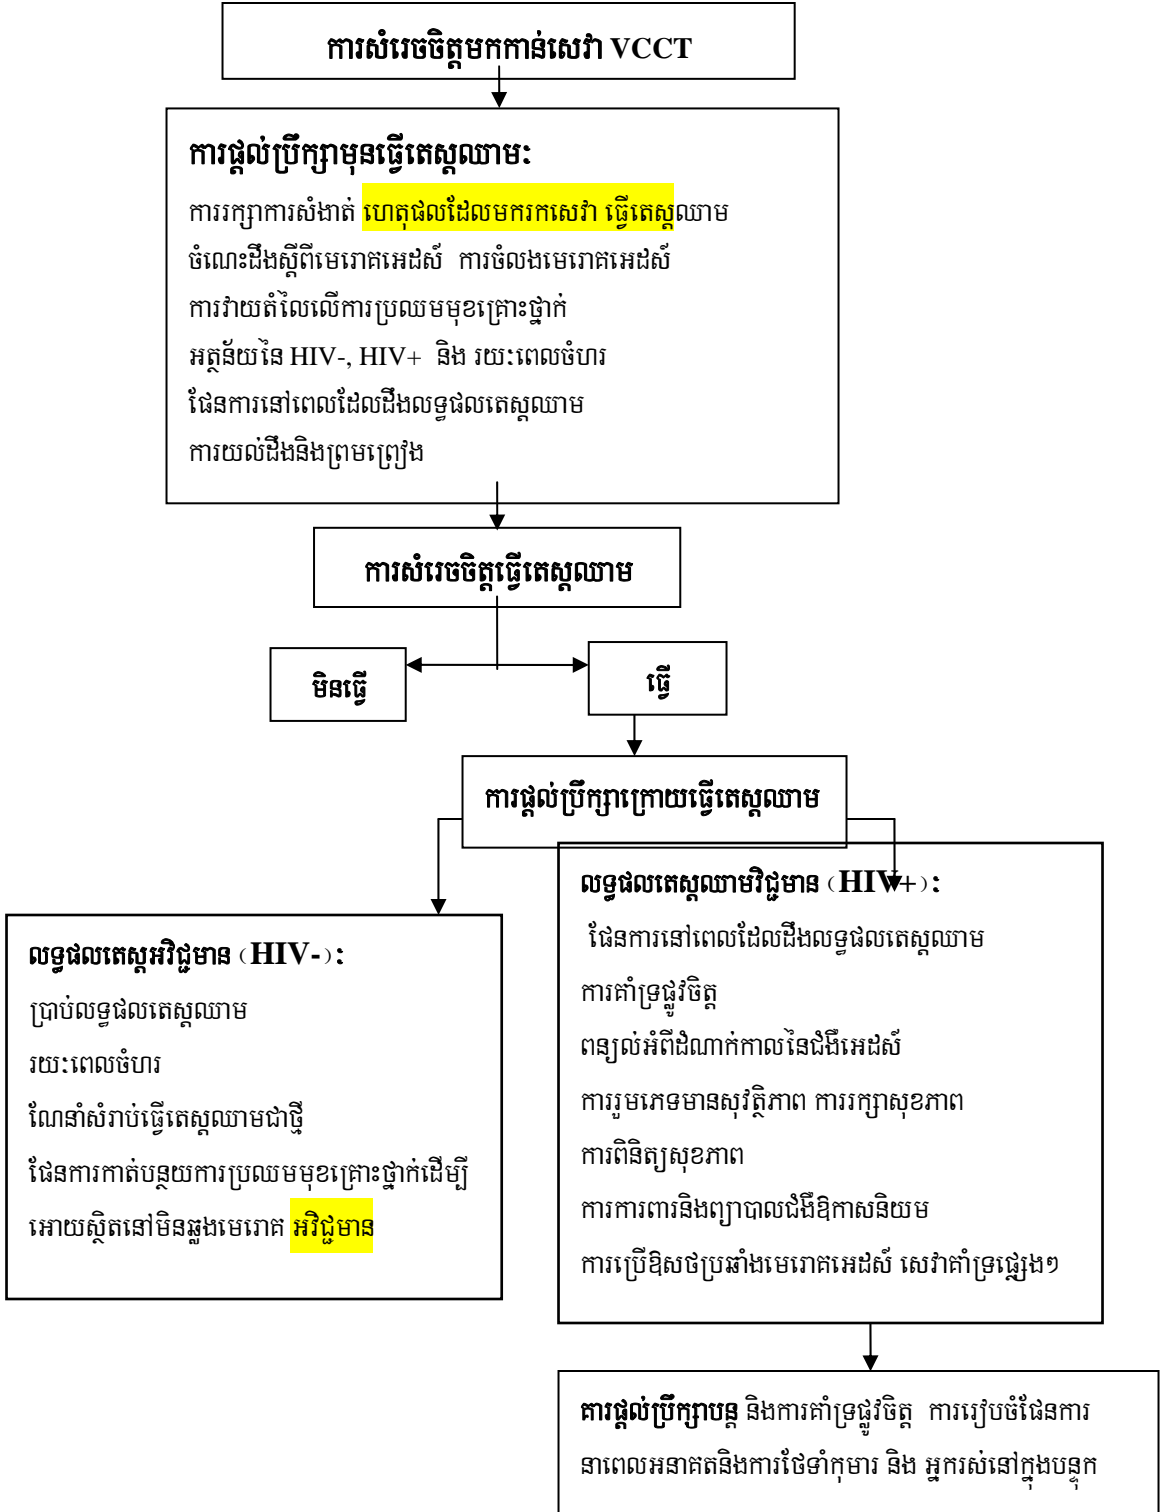 ការសំរេចចិត្តមកកាន់សេវា VCCT
ការផ្តល់ប្រឹក្សាមុនធ្វើតេស្តឈាម:
ការរក្សាការសំងាត់ ហេតុផលដែលមករកសេវា ធ្វើតេស្តឈាម
ចំណេះដឹងស្តីពីមេរោគអេដស៍ ការចំលងមេរោគអេដស៍
ការវាយតំលៃលើការប្រឈមមុខគ្រោះថ្នាក់
អត្ថន័យនៃ HIV-, HIV+ និង រយៈពេលចំហរ
ផែនការនៅពេលដែលដឹងលទ្ធផលតេស្តឈាម
ការយល់ដឹងនិងព្រមព្រៀង
ការសំរេចចិត្តធ្វើតេស្តឈាម
មិនធ្វើ
ធ្វើ
ការផ្តល់ប្រឹក្សាក្រោយធ្វើតេស្តឈាម
លទ្ធផលតេស្តអវិជ្ជមាន (HIV-):
ប្រាប់លទ្ធផលតេស្តឈាម
រយៈពេលចំហរ
ណែនាំសំរាប់ធ្វើតេស្តឈាមជាថ្មី
ផែនការកាត់បន្ថយការប្រឈមមុខគ្រោះថ្នាក់ដើម្បី
អោយស្ថិតនៅមិនឆ្លងមេរោគ អវិជ្ជមាន
លទ្ធផលតេស្តឈាមវិជ្ជមាន (HIV+):
ផែនការនៅពេលដែលដឹងលទ្ធផលតេស្តឈាម
ការគាំទ្រផ្លូវចិត្ត
ពន្យល់អំពីដំណាក់កាលនៃជំងឺអេដស៍
ការរួមភេទមានសុវត្ថិភាព ការរក្សាសុខភាព
ការពិនិត្យសុខភាព
ការការពារនិងព្យាបាលជំងឺឱកាសនិយម
ការប្រើឱសថប្រឆាំងមេរោគអេដស៍ សេវាគាំទ្រផ្សេងៗ
គារផ្តល់ប្រឹក្សាបន្ត និងការគាំទ្រផ្លូវចិត្ត ការរៀបចំផែនការ
នាពេលអនាគតនិងការថែទាំកុមារ និង អ្នករស់នៅក្នុងបន្ទុក